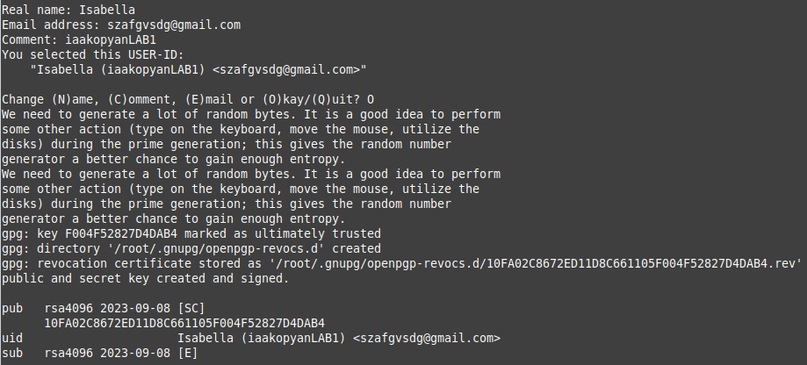 Real name: Isabella
Email address: szafgvsdg@gmail.com
Comment: iaakopyanLAB1
You selected this USER-ID:
    "Isabella (iaakopyanLAB1) <szafgvsdg@gmail.com>"

Change (N)ame, (C)omment, (E)mail or (O)kay/(Q)uit? O
We need to generate a lot of random bytes. It is a good idea to perform
some other action (type on the keyboard, move the mouse, utilize the
disks) during the prime generation; this gives the random number
generator a better chance to gain enough entropy.
We need to generate a lot of random bytes. It is a good idea to perform
some other action (type on the keyboard, move the mouse, utilize the
disks) during the prime generation; this gives the random number
generator a better chance to gain enough entropy.
gpg: key F004F52827D4DAB4 marked as ultimately trusted
gpg: directory '/root/.gnupg/openpgp-revocs.d' created
gpg: revocation certificate stored as '/root/.gnupg/openpgp-revocs.d/10FA02C8672ED11D8C661105F004F52827D4DAB4.rev'
public and secret key created and signed.

pub   rsa4096 2023-09-08 [SC]
      10FA02C8672ED11D8C661105F004F52827D4DAB4
uid                      Isabella (iaakopyanLAB1) <szafgvsdg@gmail.com>
sub   rsa4096 2023-09-08 [E]